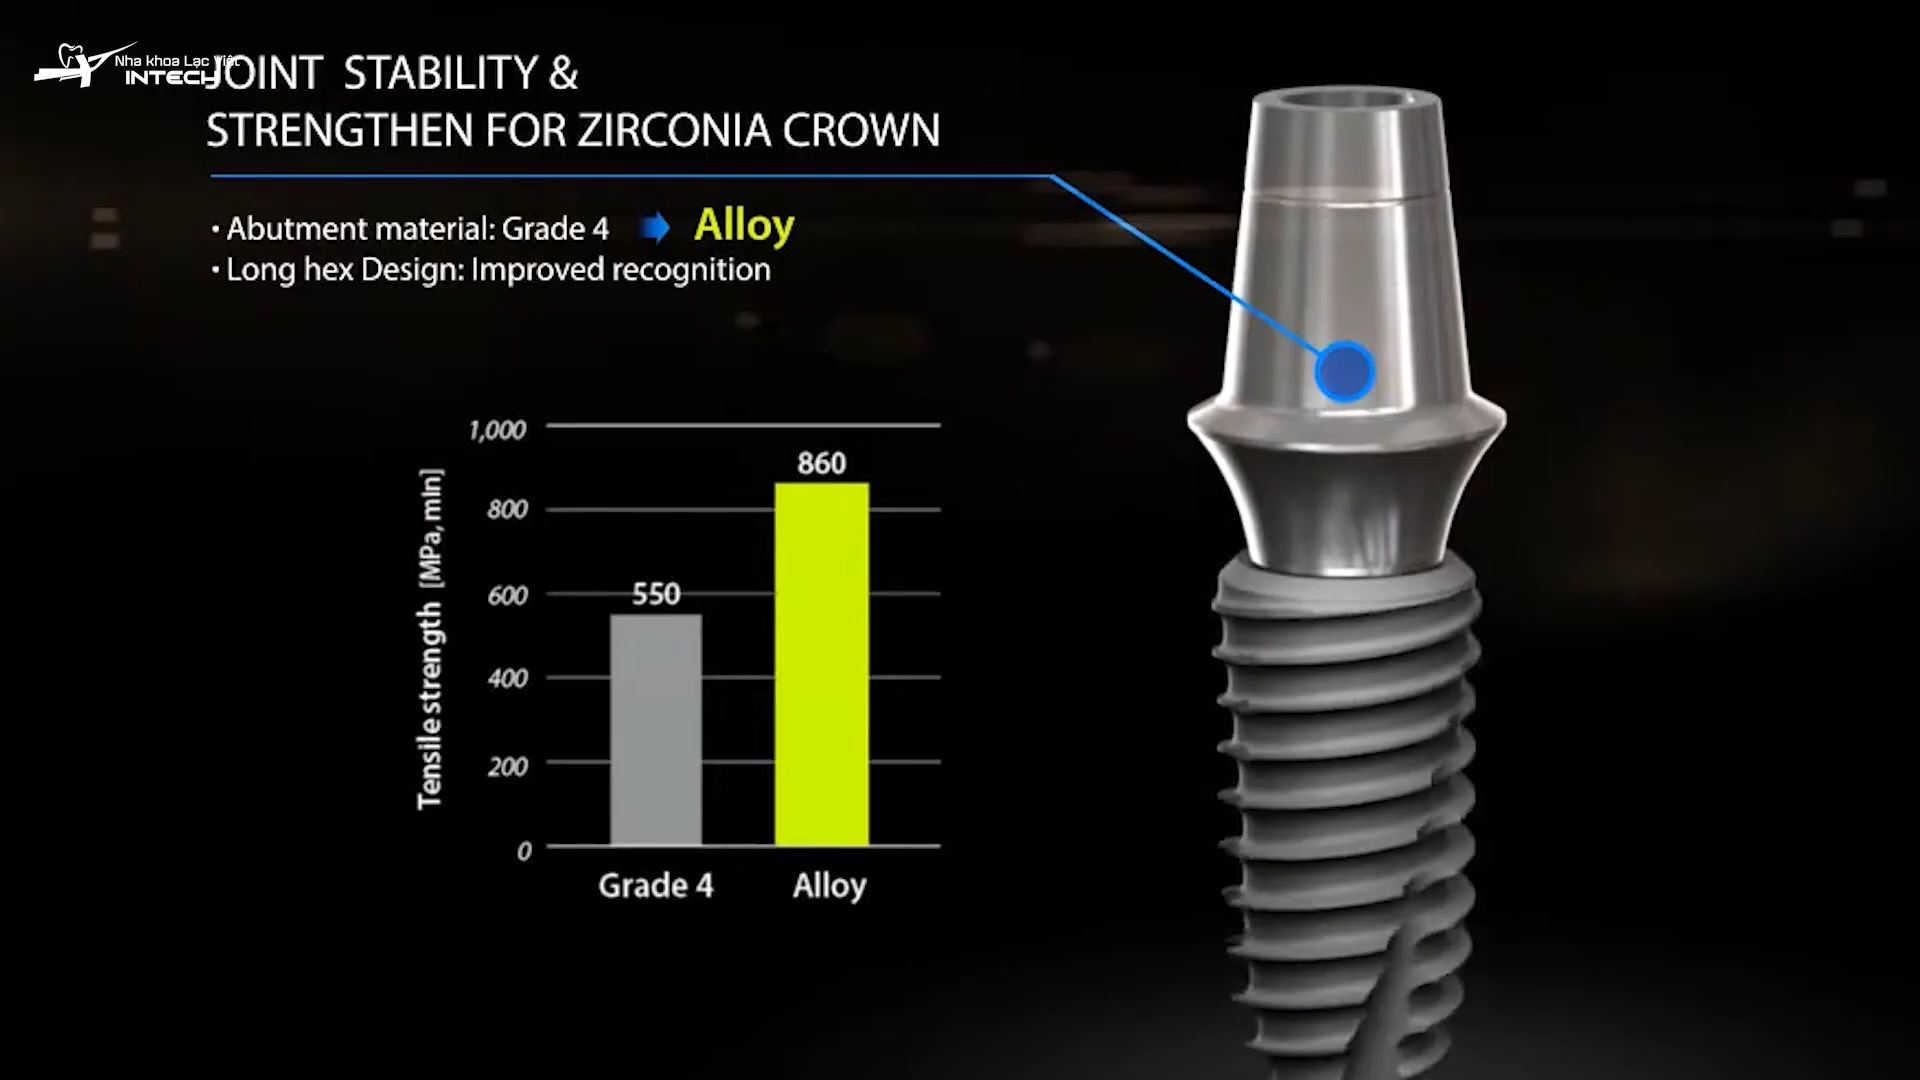 Nha khoa Lạc Việt
INTECH
JOINT STABILITY &
STRENGTHEN FOR ZIRCONIA CROWN
• Abutment material: Grade 4 Alloy
• Long hex Design: Improved recognition
Tensile strength [MPa, min]
1,000
800
600
400
200
0
550
860
Grade 4
Alloy